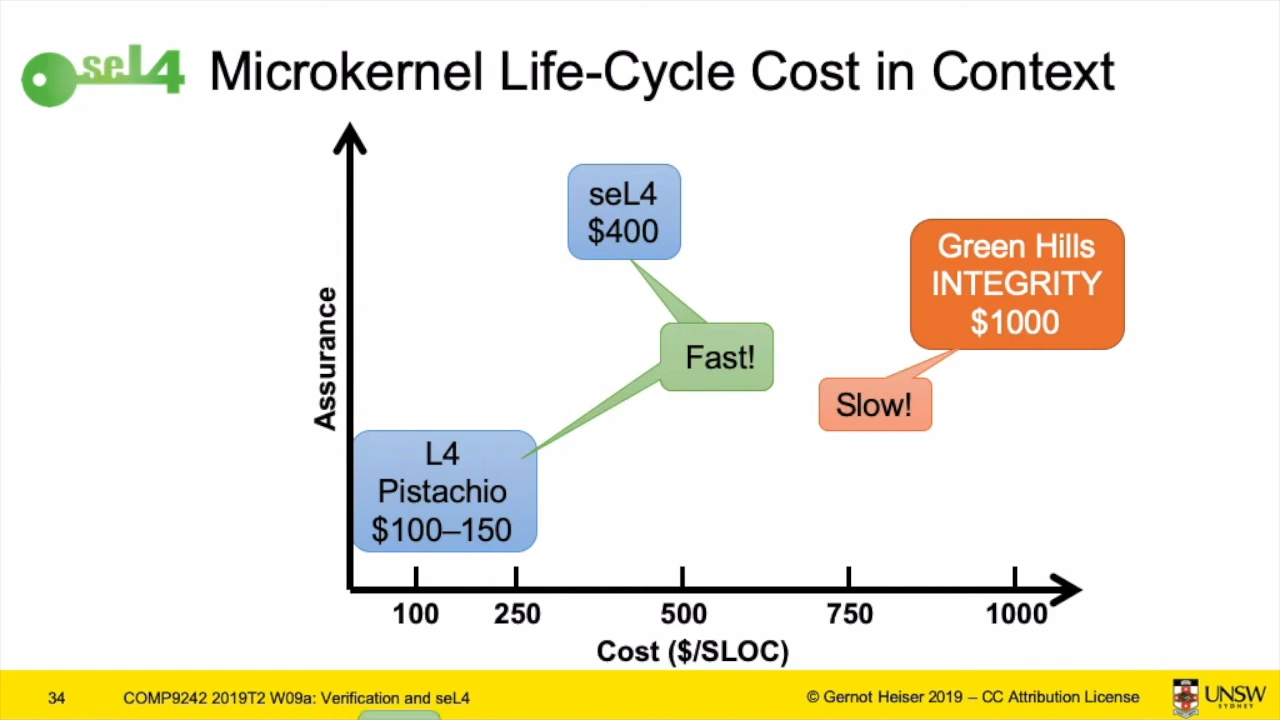 seL4
Microkernel Life-Cycle Cost in Context
seL4
$400
Green Hills
INTEGRITY
$1000
Fast!
Slow!
L4
Pistachio
$100–150
Assurance
100 250 500 750 1000
Cost ($/SLOC)
34 COMP9242 2019T2 W09a: Verification and seL4 © Gernot Heiser 2019 – CC Attribution License
UNSW
SYDNEY